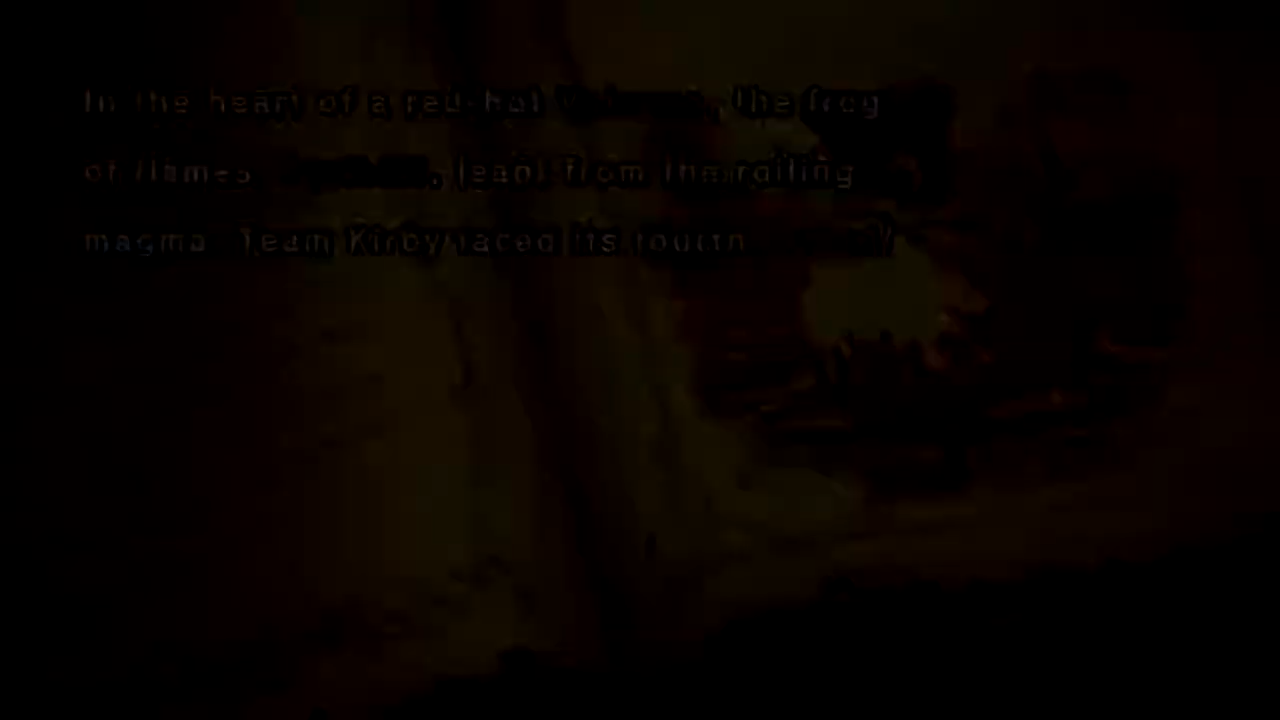 In the heart of a red-hot the frog
of flames, leapt from the roiling
magma. Team Kirby faced its fourth